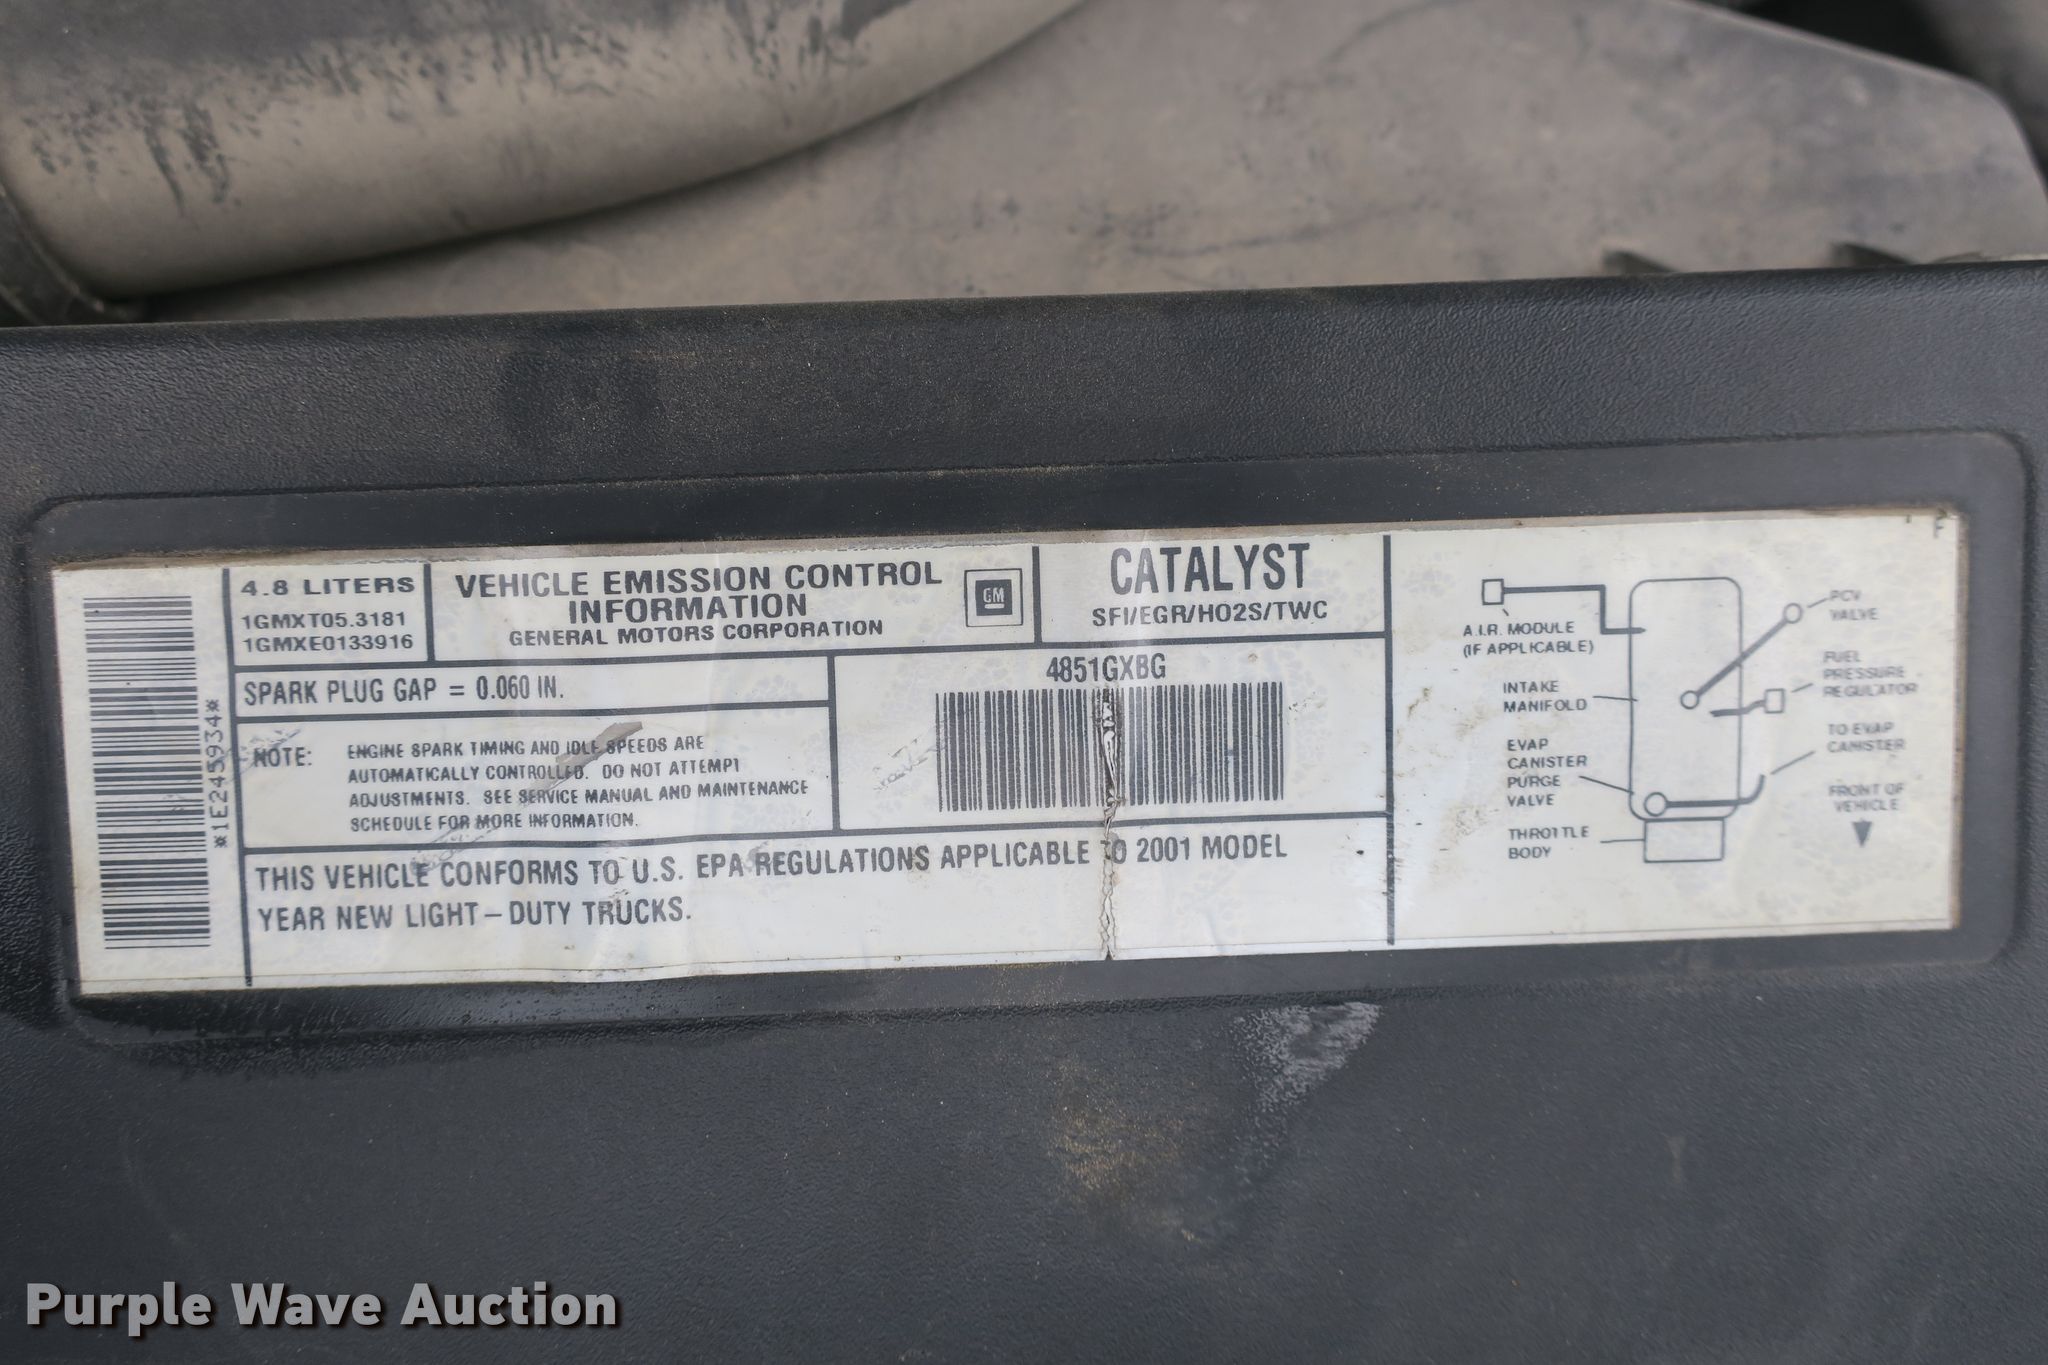 *1E245934*
4.8 LITERS
1GMXT05.3181
1GMXE0133916
VEHICLE EMISSION CONTROL
INFORMATION
GENERAL MOTORS CORPORATION
GM
CATALYST
SFI/EGR/HO2S/TWC
SPARK PLUG GAP = 0.060 IN.
NOTE: ENGINE SPARK TIMING AND IDLE SPEEDS ARE
AUTOMATICALLY CONTROLLED. DO NOT ATTEMPT
ADJUSTMENTS. SEE SERVICE MANUAL AND MAINTENANCE
SCHEDULE FOR MORE INFORMATION.
4851GXBG
THIS VEHICLE CONFORMS TO U.S. EPA REGULATIONS APPLICABLE TO 2001 MODEL
YEAR NEW LIGHT-DUTY TRUCKS.
A.I.R. MODULE
(IF APPLICABLE)
INTAKE
MANIFOLD
EVAP
CANISTER
PURGE
VALVE
THROTTLE
BODY
PCV
VALVE
FUEL
PRESSURE
REGULATOR
TO EVAP
CANISTER
FRONT OF
VEHICLE
Purple Wave Auction